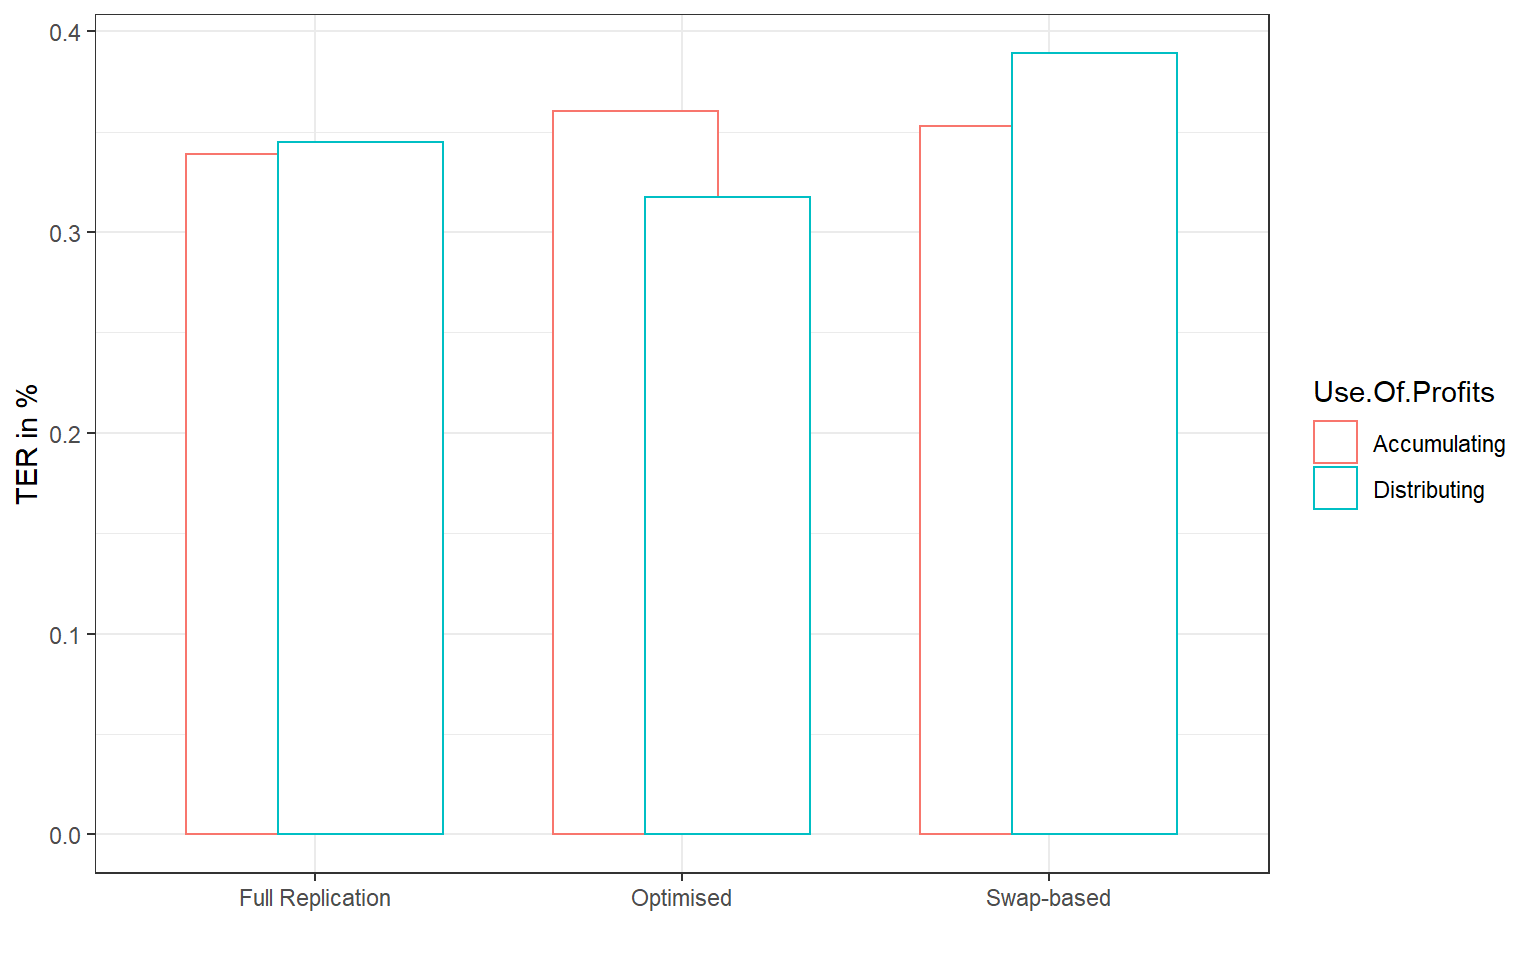 0.4
0.3
0.2
0.1
0.0
TER in %
Full Replication
Optimised
Swap-based
Use.Of.Profits
Accumulating
Distributing